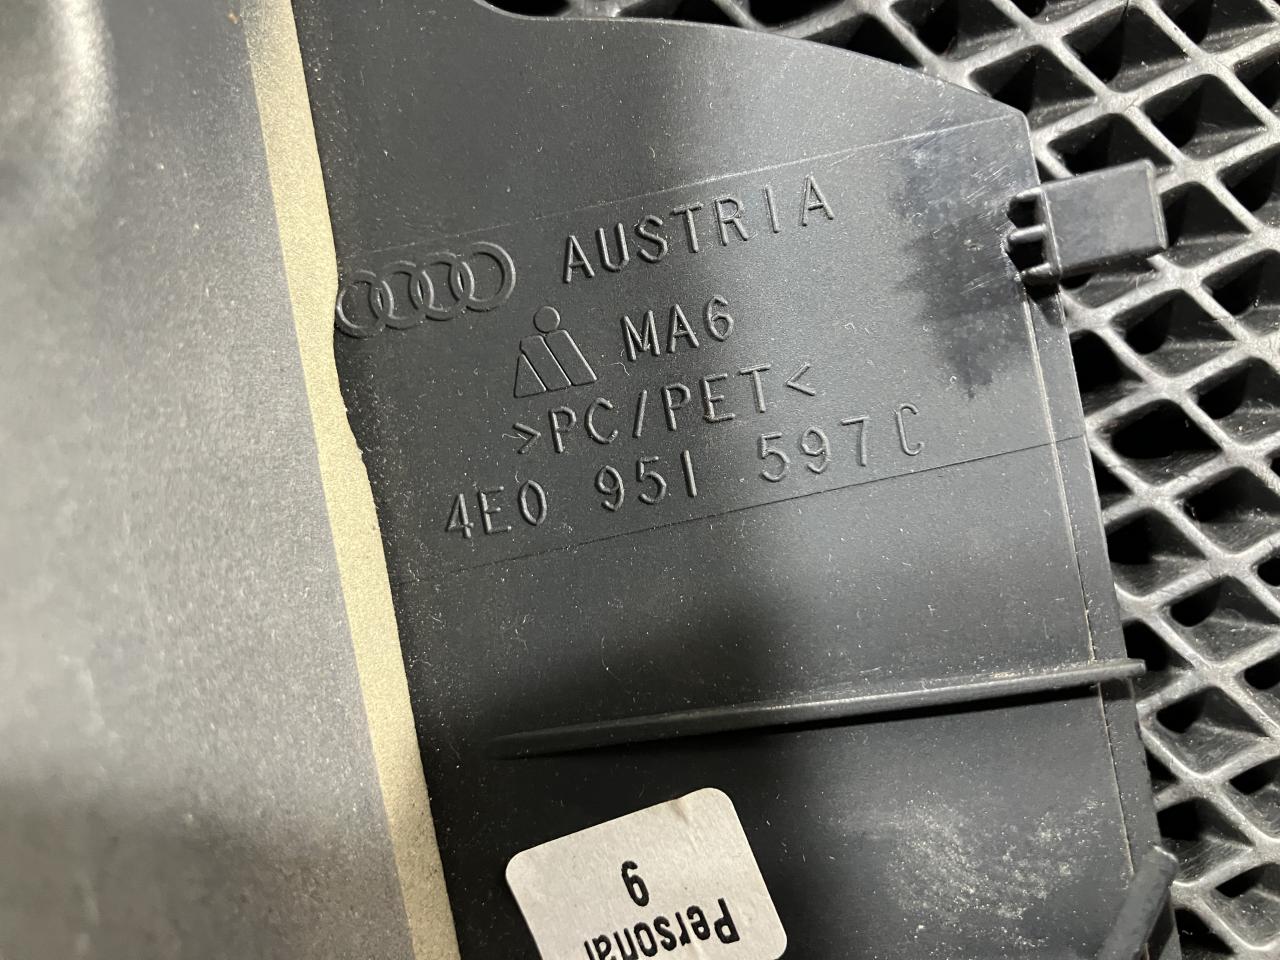 AUSTRIA
MA6
>PC/PET<
4E0 951 597 C
Personal
9